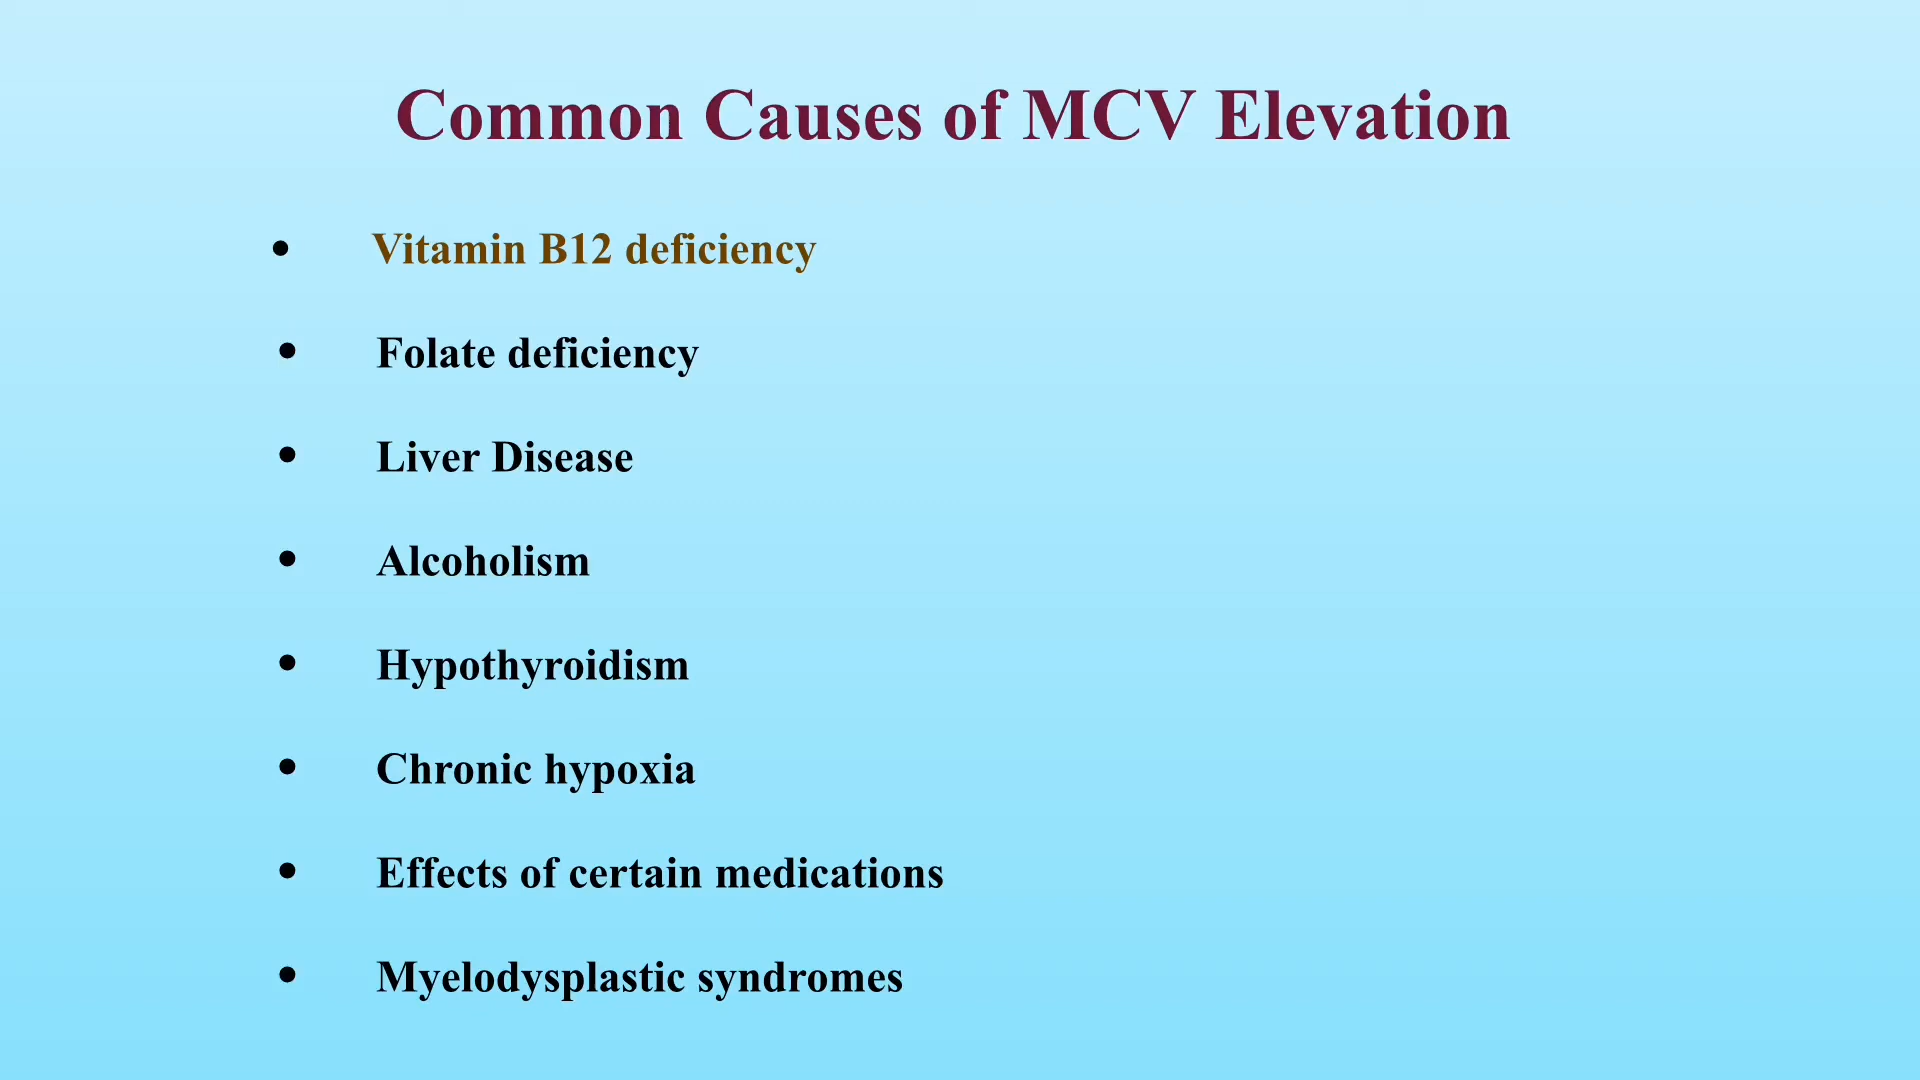 Common Causes of MCV Elevation
• Vitamin B12 deficiency
• Folate deficiency
• Liver Disease
• Alcoholism
• Hypothyroidism
• Chronic hypoxia
• Effects of certain medications
• Myelodysplastic syndromes